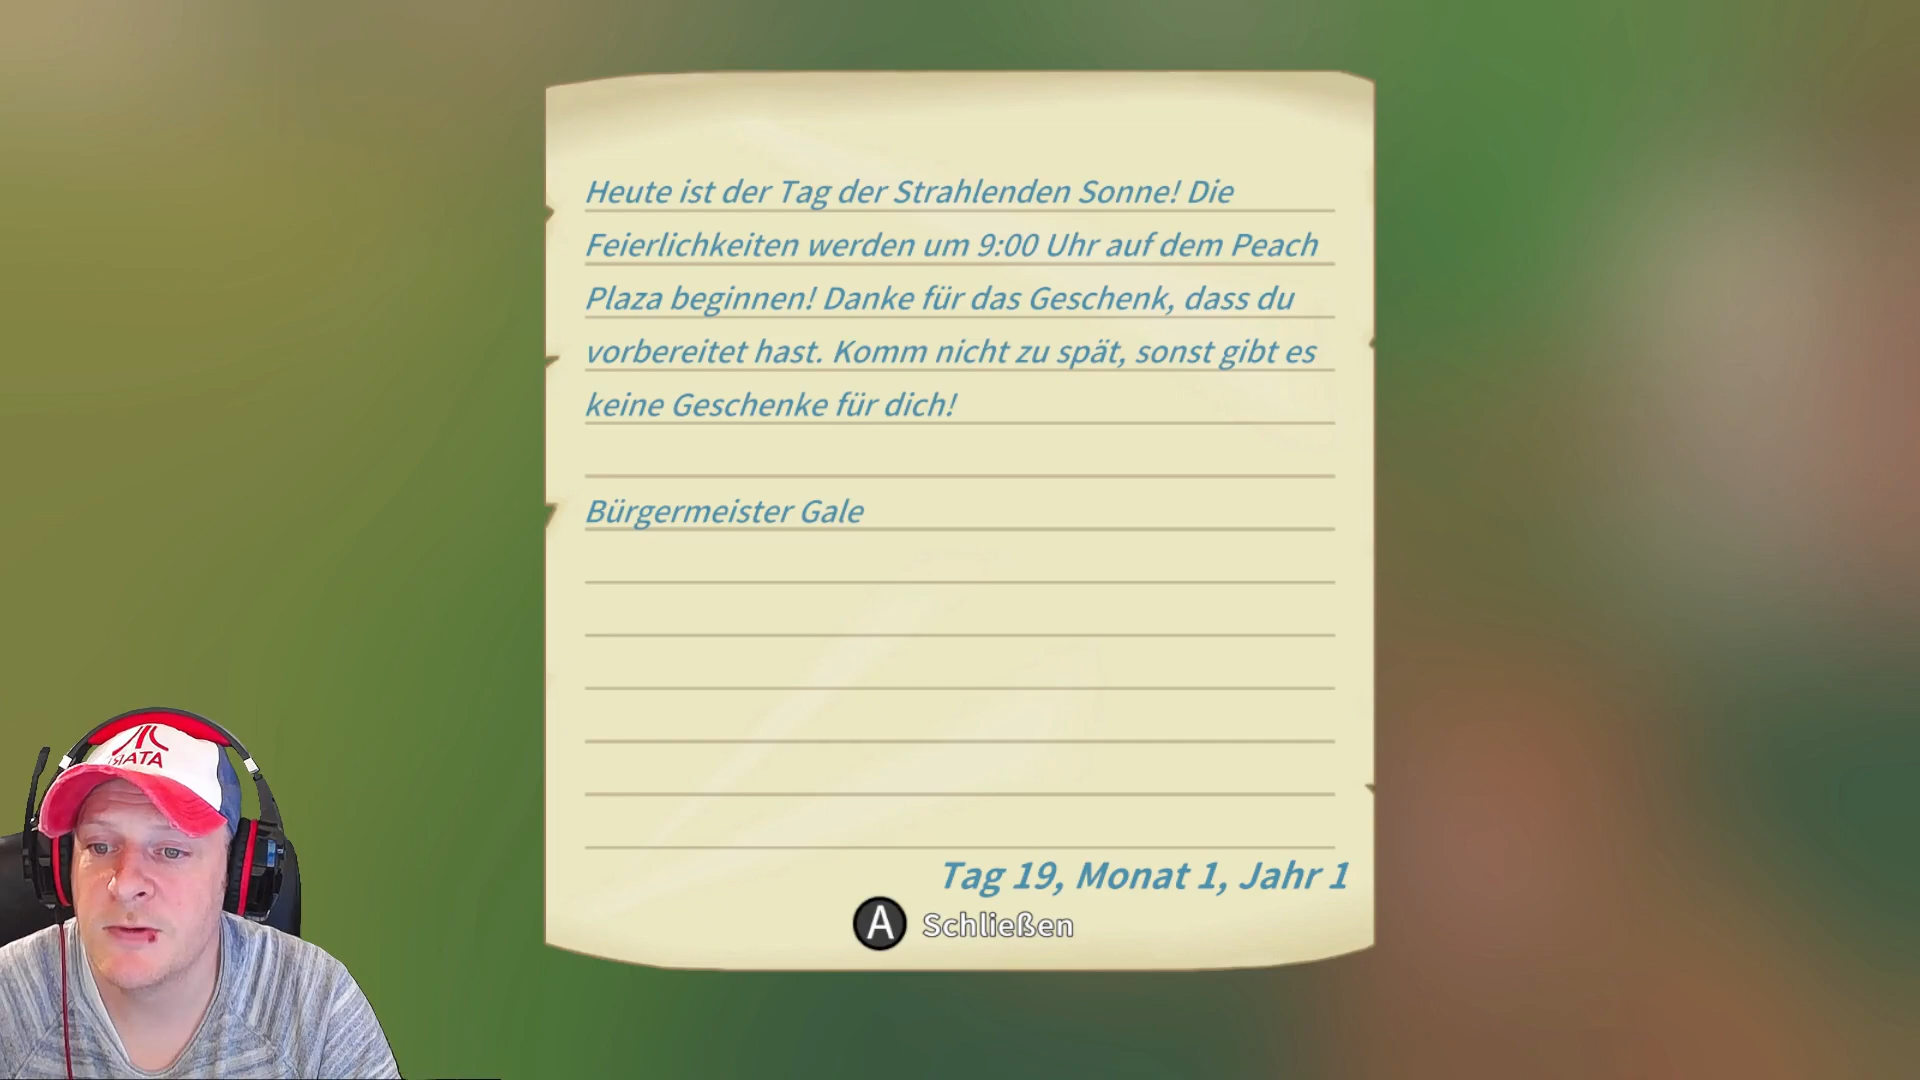 Heute ist der Tag der Strahlenden Sonne! Die
Feierlichkeiten werden um 9:00 Uhr auf dem Peach
Plaza beginnen! Danke für das Geschenk, dass du
vorbereitet hast. Komm nicht zu spät, sonst gibt es
keine Geschenke für dich!
Bürgermeister Gale
ATARI
Tag 19, Monat 1, Jahr 1
A Schließen